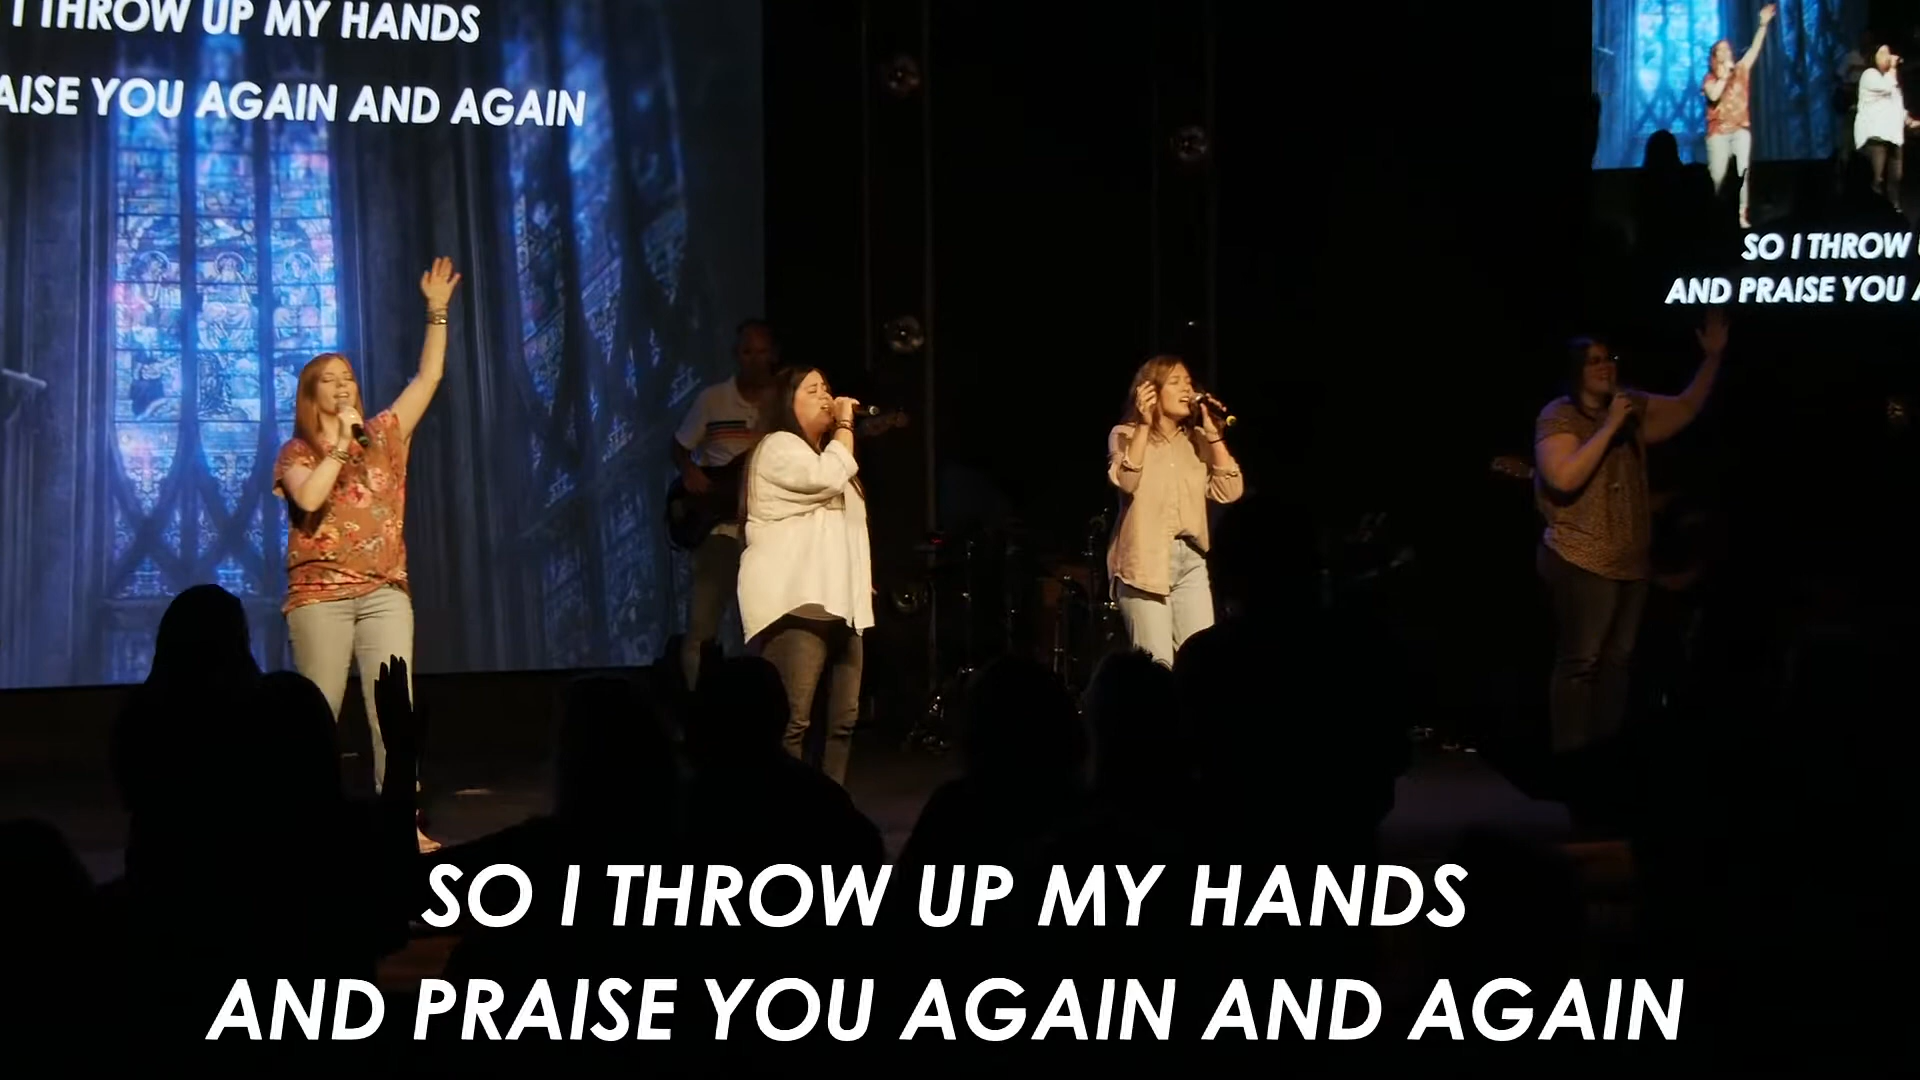 I THROW UP MY HANDS
AISE YOU AGAIN AND AGAIN
SO I THROW
AND PRAISE YOU
SO I THROW UP MY HANDS
AND PRAISE YOU AGAIN AND AGAIN